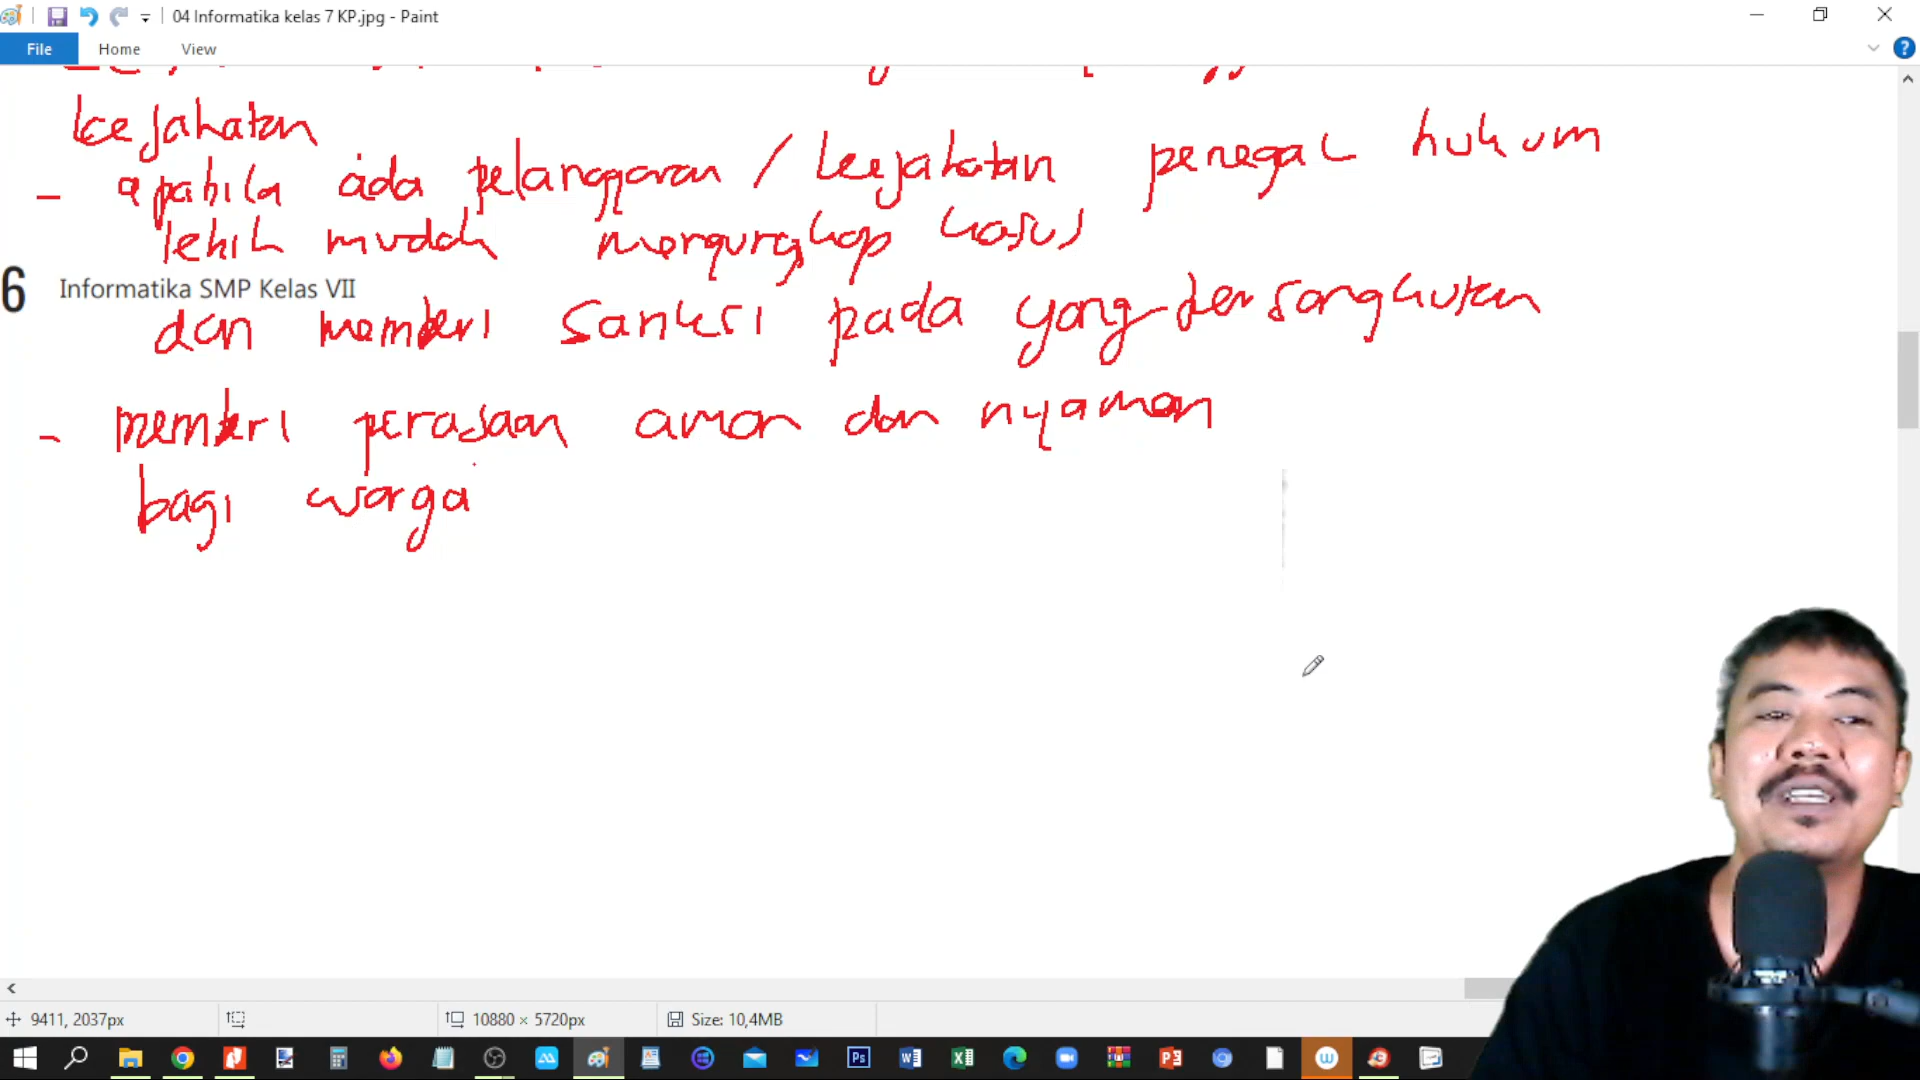 04 Informatika kelas 7 KP.jpg - Paint
File Home View
kejahatan
- apabila ada pelanggaran / kejahatan penegak hukum
lebih mudah mengungkap kasus
6 Informatika SMP Kelas VII
dan memberi sanksi pada yang bersangkutan
- memberi perasaan aman dan nyaman
bagi warga
9411, 2037px 10880 × 5720px Size: 10,4MB